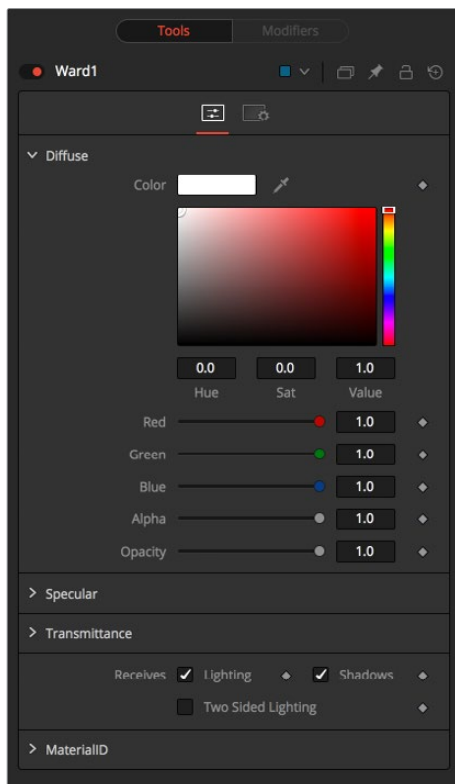 Tools Modifiers
Ward1
Diffuse
Color
0.0 0.0 1.0
Hue Sat Value
Red 1.0
Green 1.0
Blue 1.0
Alpha 1.0
Opacity 1.0
Specular
Transmittance
Receives Lighting Shadows
Two Sided Lighting
MaterialID